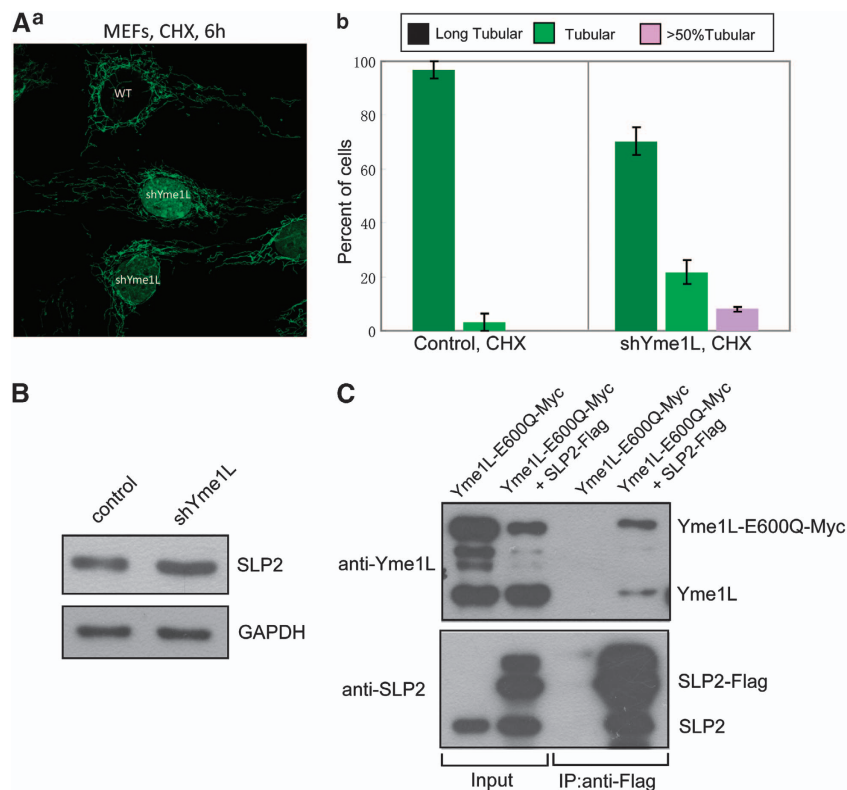 A
a
MEFs, CHX, 6h
WT
shYme1L
shYme1L
b
Long Tubular
Tubular
>50%Tubular
Percent of cells
100
80
60
40
20
0
Control, CHX
shYme1L, CHX
B
control
shYme1L
SLP2
GAPDH
C
Yme1L-E600Q-Myc
Yme1L-E600Q-Myc
+ SLP2-Flag
Yme1L-E600Q-Myc
Yme1L-E600Q-Myc
+ SLP2-Flag
anti-Yme1L
Yme1L-E600Q-Myc
Yme1L
anti-SLP2
SLP2-Flag
SLP2
Input
IP:anti-Flag